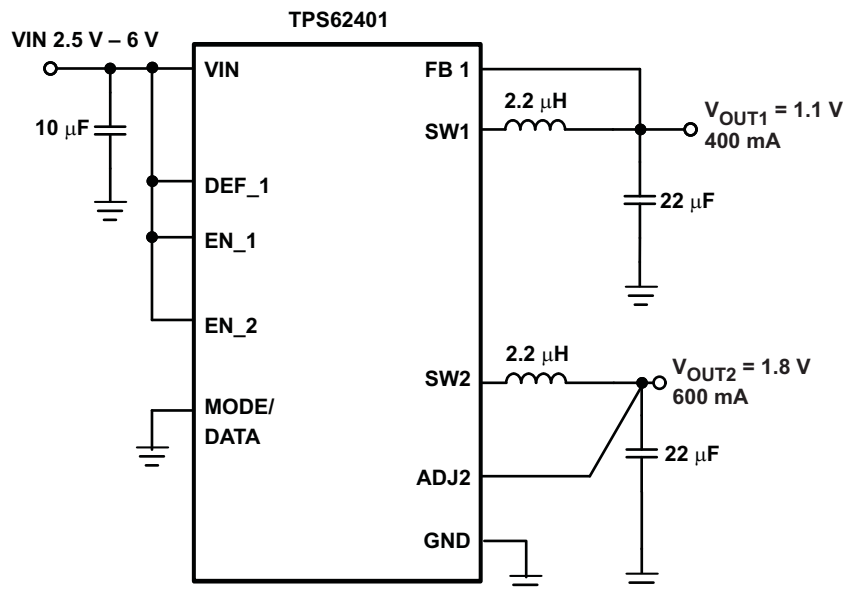 TPS62401
VIN 2.5 V – 6 V
VIN
FB 1
2.2 μH
V_OUT1 = 1.1 V
400 mA
SW1
10 μF
DEF_1
22 μF
EN_1
EN_2
2.2 μH
V_OUT2 = 1.8 V
600 mA
SW2
MODE/
DATA
22 μF
ADJ2
GND